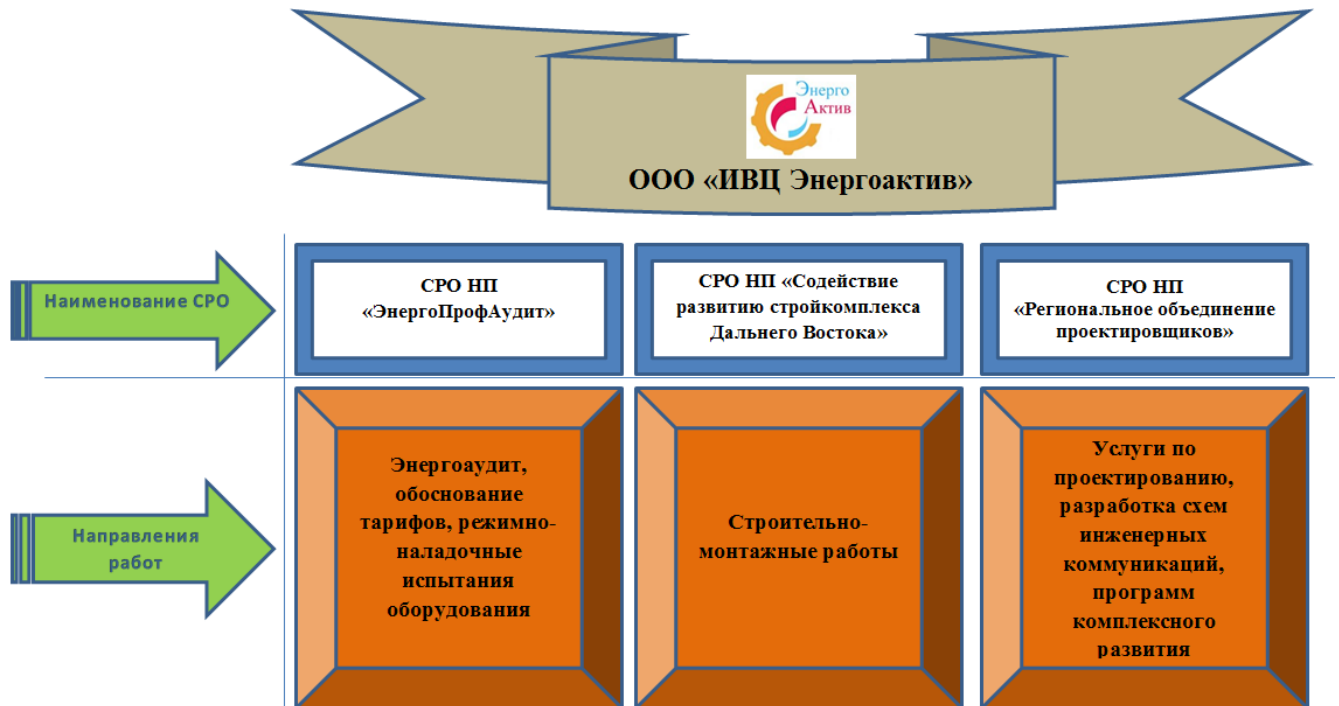 Энерго
Актив
ООО «ИВЦ Энергоактив»
Наименование СРО
СРО НП
«ЭнергоПрофАудит»
СРО НП «Содействие
развитию стройкомплекса
Дальнего Востока»
СРО НП
«Региональное объединение
проектировщиков»
Направления
работ
Энергоаудит,
обоснование
тарифов, режимно-
наладочные
испытания
оборудования
Строительно-
монтажные работы
Услуги по
проектированию,
разработка схем
инженерных
коммуникаций,
программ
комплексного
развития